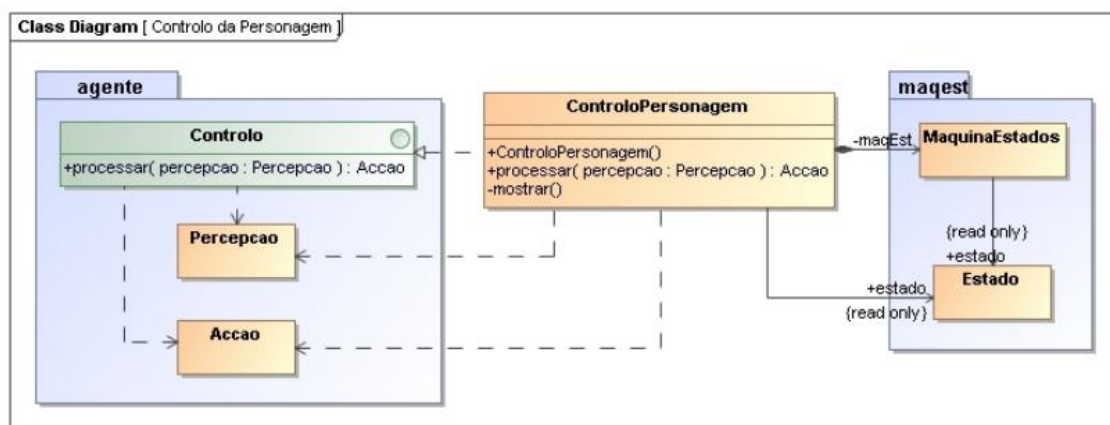 Class Diagram [ Controlo da Personagem ]
agente
Controlo
+processar( percepcao : Percepcao ) : Accao
Percepcao
Accao
ControloPersonagem
+ControloPersonagem()
+processar( percepcao : Percepcao ) : Accao
-mostrar()
maqest
-maqEst
MaquinaEstados
{read only}
+estado
Estado
+estado
{read only}